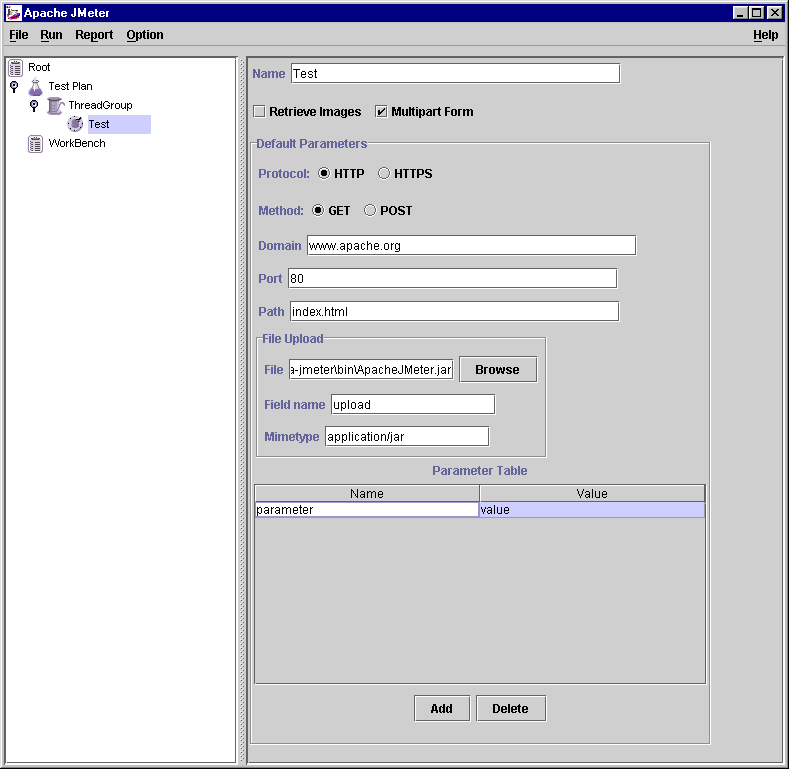 Apache JMeter
File Run Report Option Help
Root
Test Plan
ThreadGroup
Test
WorkBench
Name Test
Retrieve Images Multipart Form
Default Parameters
Protocol: HTTP HTTPS
Method: GET POST
Domain www.apache.org
Port 80
Path index.html
File Upload
File a-jmeter\bin\ApacheJMeter.jar Browse
Field name upload
Mimetype application/jar
Parameter Table
Name Value
parameter value
Add Delete